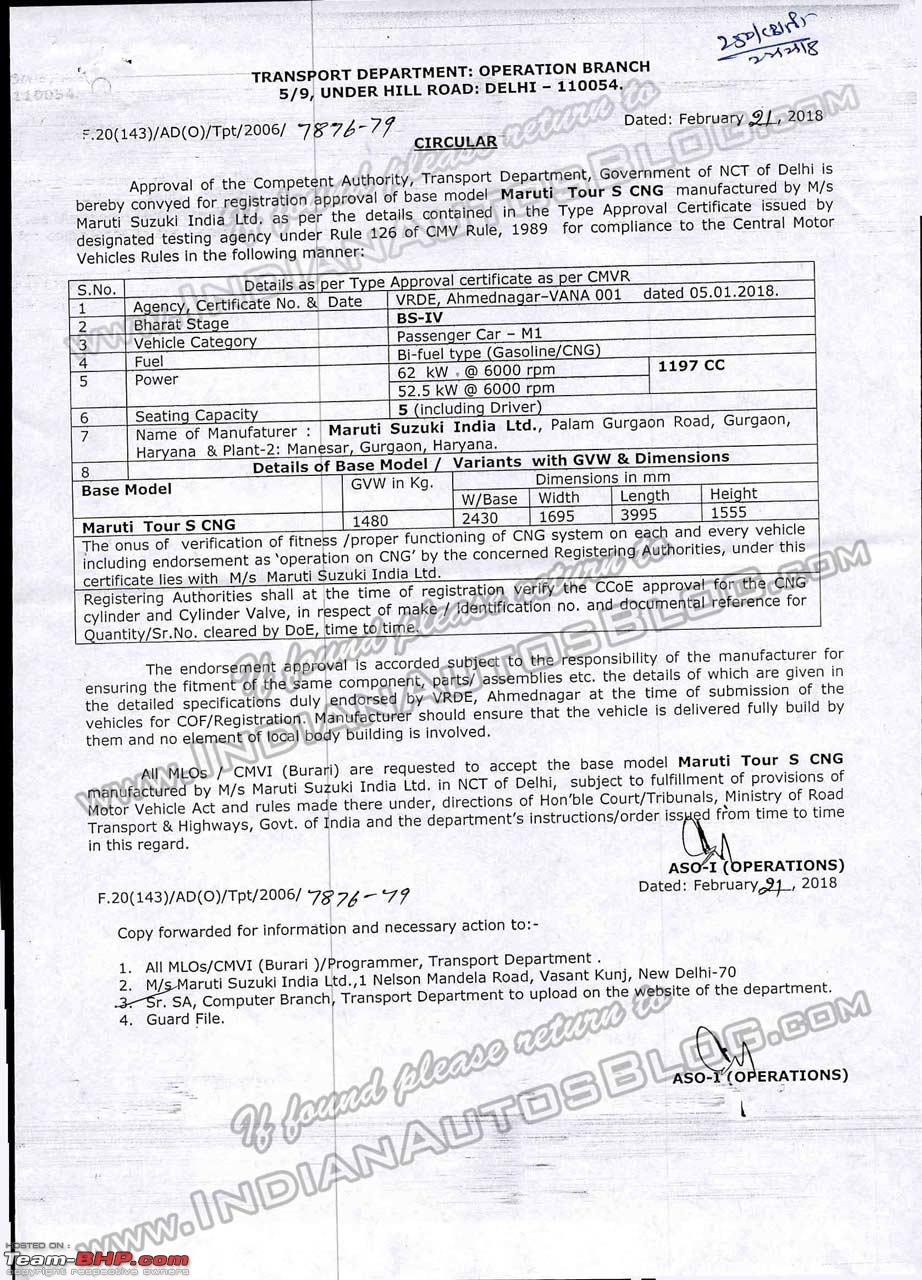 TRANSPORT DEPARTMENT: OPERATION BRANCH
5/9, UNDER HILL ROAD: DELHI – 110054.
110054
F.20(143)/AD(O)/Tpt/2006/ 7876-79
Dated: February 21, 2018
CIRCULAR
Approval of the Competent Authority, Transport Department, Government of NCT of Delhi is
hereby convyed for registration approval of base model Maruti Tour S CNG manufactured by M/s
Maruti Suzuki India Ltd. as per the details contained in the Type Approval Certificate issued by
designated testing agency under Rule 126 of CMV Rule, 1989 for compliance to the Central Motor
Vehicles Rules in the following manner:
S.No. Details as per Type Approval certificate as per CMVR
1 Agency, Certificate No. & Date VRDE, Ahmednagar–VANA 001 dated 05.01.2018.
2 Bharat Stage BS-IV
3 Vehicle Category Passenger Car – M1
4 Fuel Bi-fuel type (Gasoline/CNG)
5 Power 62 kW @ 6000 rpm 1197 CC
52.5 kW @ 6000 rpm
6 Seating Capacity 5 (including Driver)
7 Name of Manufaturer : Maruti Suzuki India Ltd., Palam Gurgaon Road, Gurgaon,
Haryana & Plant-2: Manesar, Gurgaon, Haryana.
8 Details of Base Model / Variants with GVW & Dimensions
Base Model GVW in Kg. Dimensions in mm
W/Base Width Length Height
Maruti Tour S CNG 1480 2430 1695 3995 1555
The onus of verification of fitness /proper functioning of CNG system on each and every vehicle
including endorsement as 'operation on CNG' by the concerned Registering Authorities, under this
certificate lies with M/s Maruti Suzuki India Ltd.
Registering Authorities shall at the time of registration verify the CCoE approval for the CNG
cylinder and Cylinder Valve, in respect of make / identification no. and documental reference for
Quantity/Sr.No. cleared by DoE, time to time.
The endorsement approval is accorded subject to the responsibility of the manufacturer for
ensuring the fitment of the same component, parts/ assemblies etc. the details of which are given in
the detailed specifications duly endorsed by VRDE, Ahmednagar at the time of submission of the
vehicles for COF/Registration. Manufacturer should ensure that the vehicle is delivered fully build by
them and no element of local body building is involved.
All MLOs / CMVI (Burari) are requested to accept the base model Maruti Tour S CNG
manufactured by M/s Maruti Suzuki India Ltd. in NCT of Delhi, subject to fulfillment of provisions of
Motor Vehicle Act and rules made there under, directions of Hon'ble Court/Tribunals, Ministry of Road
Transport & Highways, Govt. of India and the department's instructions/order issued from time to time
in this regard.
ASO-I (OPERATIONS)
Dated: February 21, 2018
F.20(143)/AD(O)/Tpt/2006/ 7876-79
Copy forwarded for information and necessary action to:-
1. All MLOs/CMVI (Burari )/Programmer, Transport Department .
2. M/s Maruti Suzuki India Ltd.,1 Nelson Mandela Road, Vasant Kunj, New Delhi-70
3. Sr. SA, Computer Branch, Transport Department to upload on the website of the department.
4. Guard File.
ASO-I (OPERATIONS)
If found please return to
www.IndianAutosBlog.com
If found please return to
www.IndianAutosBlog.com
If found please return to
www.IndianAutosBlog.com
HOSTED ON :
Team-BHP.com
copyright respective owners